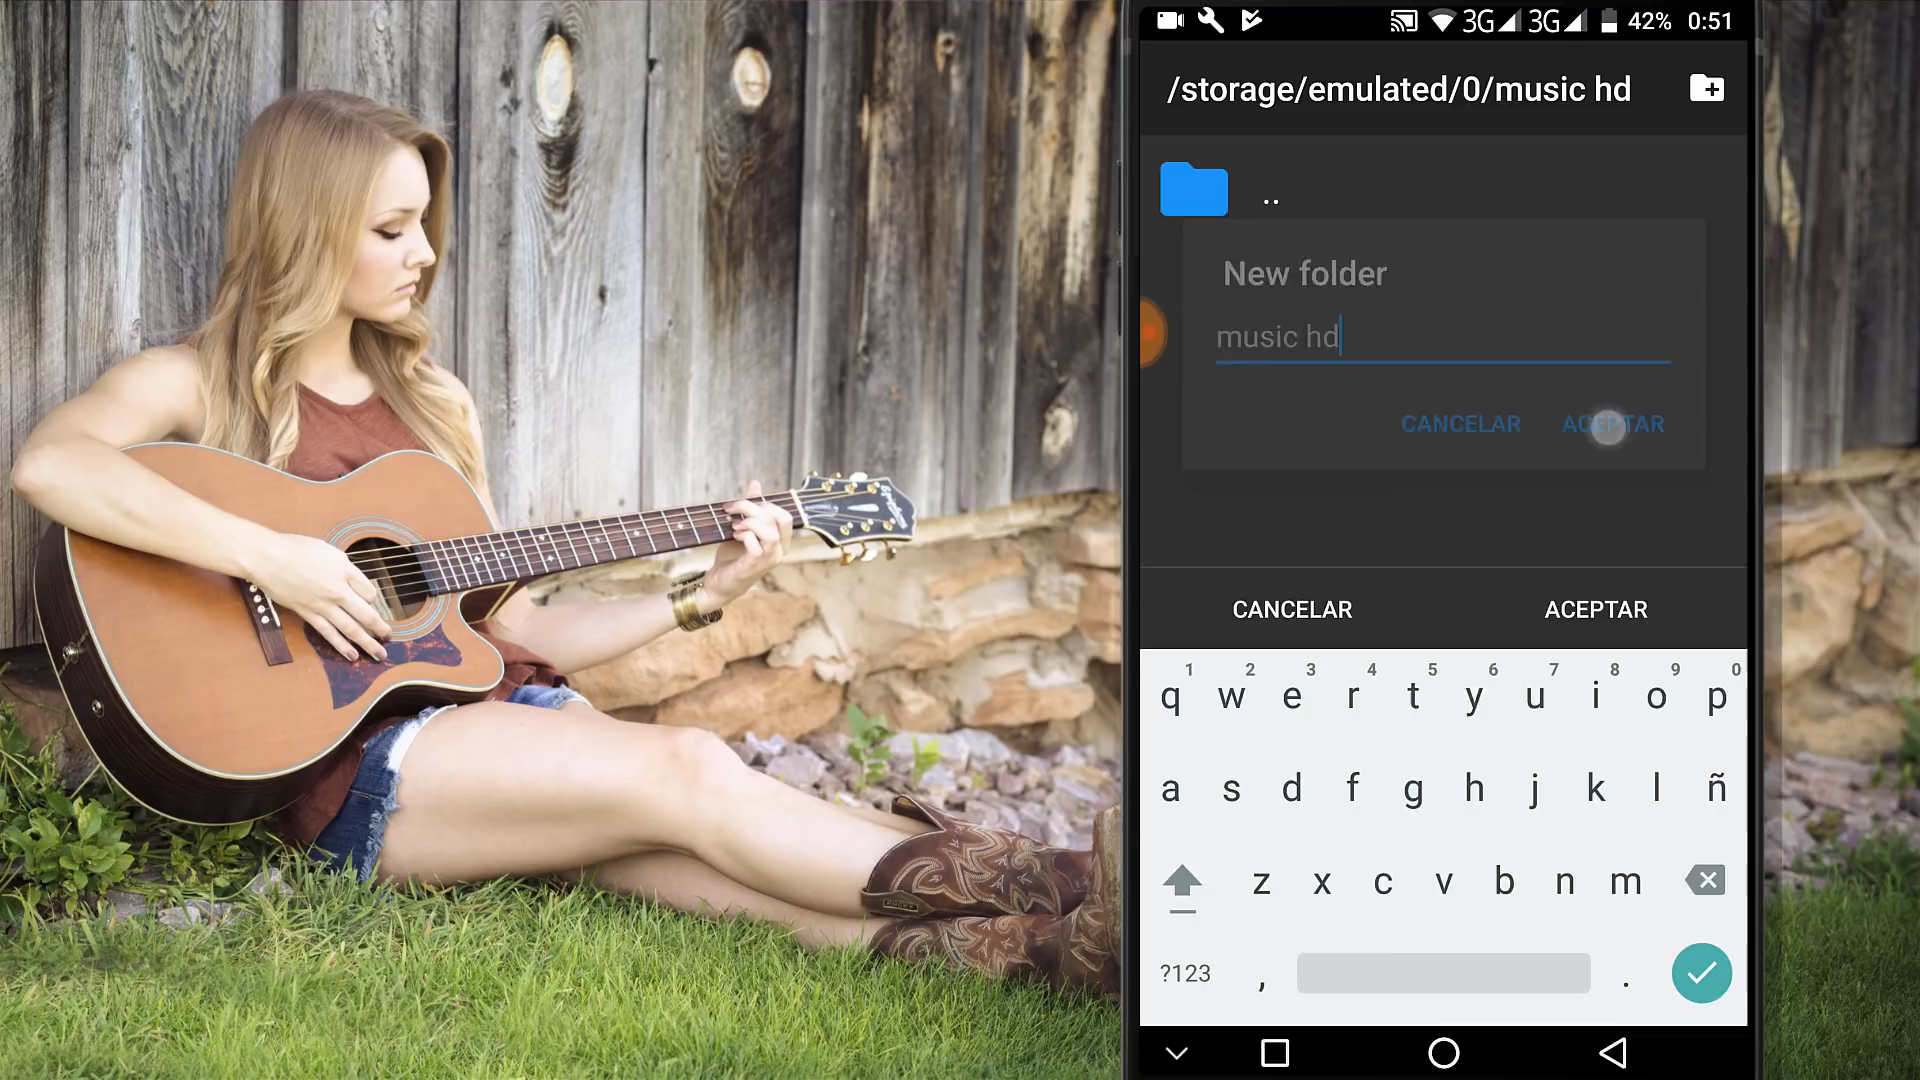 3G 3G 42% 0:51
/storage/emulated/0/music hd
..
New folder
music hd
CANCELAR ACEPTAR
CANCELAR ACEPTAR
1 2 3 4 5 6 7 8 9 0
q w e r t y u i o p
a s d f g h j k l ñ
z x c v b n m
?123 , .